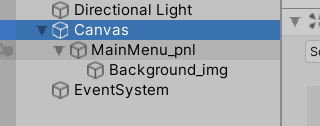 Directional Light
Canvas
MainMenu_pnl
Background_img
EventSystem